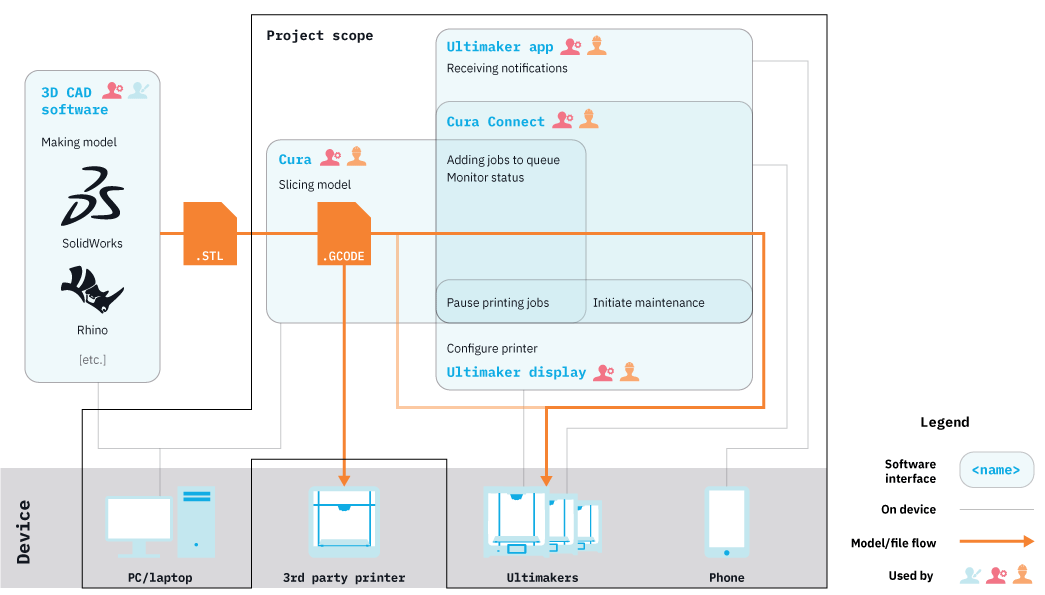 Project scope
3D CAD
software
Making model
SolidWorks
Rhino
[etc.]
.STL
Cura
Slicing model
.GCODE
Ultimaker app
Receiving notifications
Cura Connect
Adding jobs to queue
Monitor status
Pause printing jobs
Initiate maintenance
Configure printer
Ultimaker display
Device
PC/laptop
3rd party printer
Ultimakers
Phone
Legend
Software
interface
<name>
On device
Model/file flow
Used by